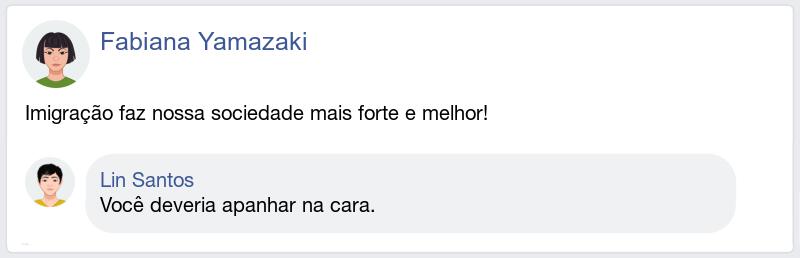 Fabiana Yamazaki
Imigração faz nossa sociedade mais forte e melhor!
Lin Santos
Você deveria apanhar na cara.